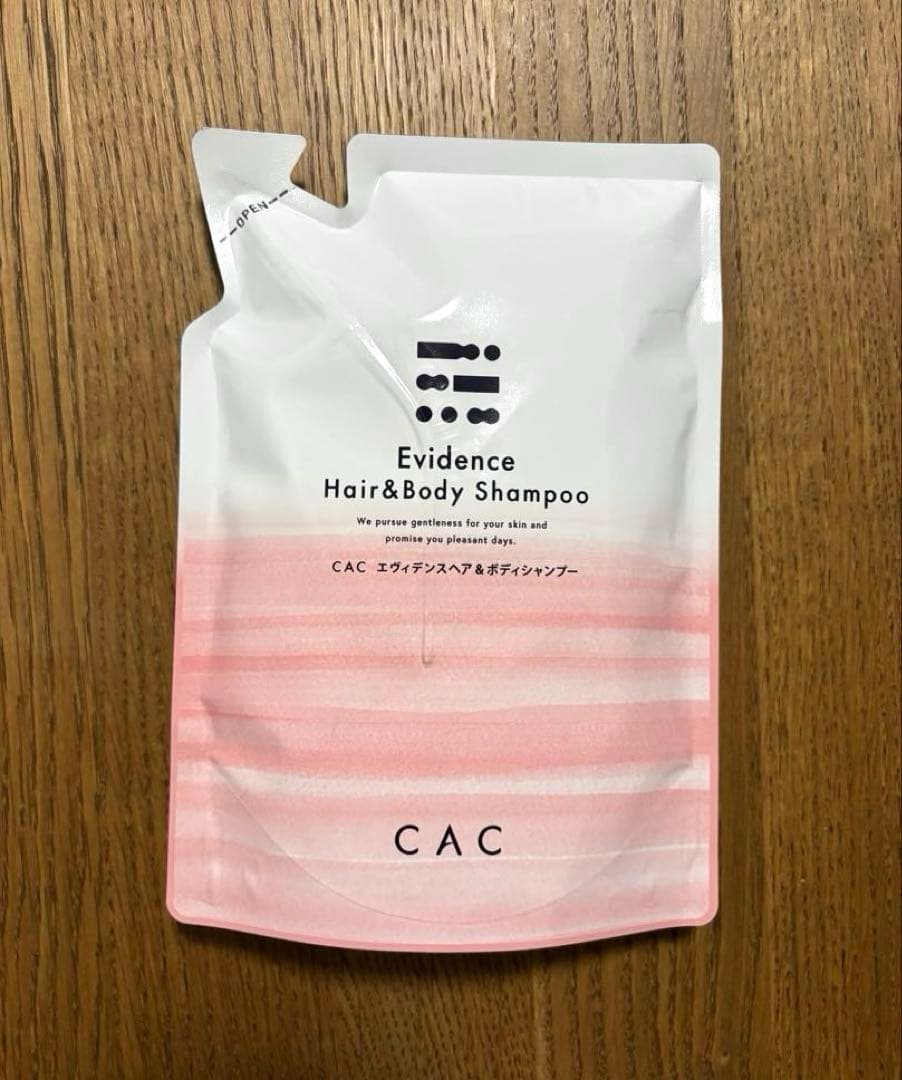 OPEN
Evidence
Hair&Body Shampoo
We pursue gentleness for your skin and
promise you pleasant days.
CAC エヴィデンスヘア&ボディシャンプー
CAC